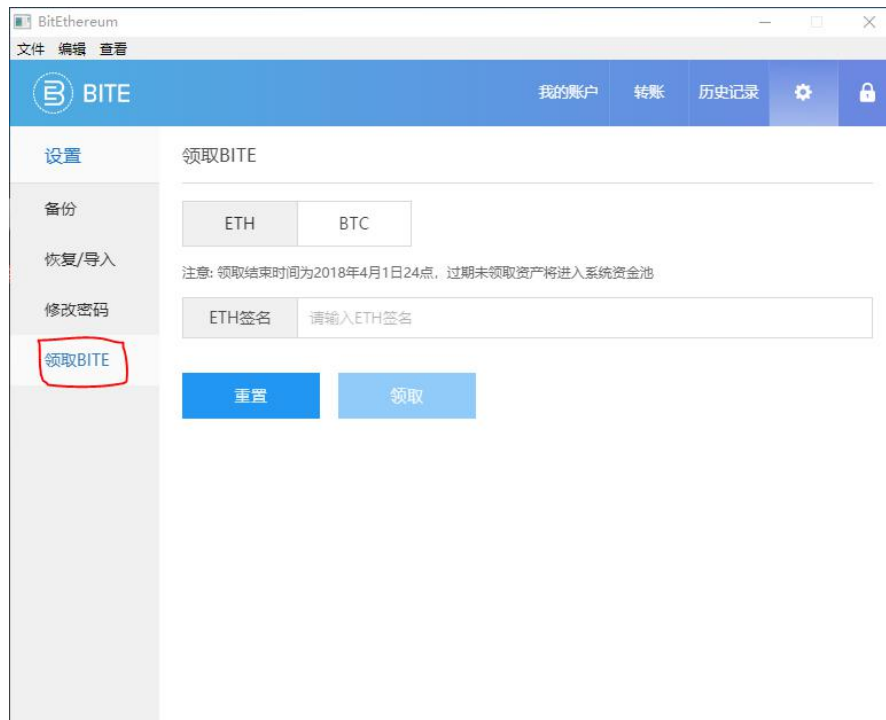 BitEthereum
文件 编辑 查看
BITE 我的账户 转账 历史记录
设置
备份
恢复/导入
修改密码
领取BITE
领取BITE
ETH BTC
注意: 领取结束时间为2018年4月1日24点，过期未领取资产将进入系统资金池
ETH签名 请输入ETH签名
重置 领取